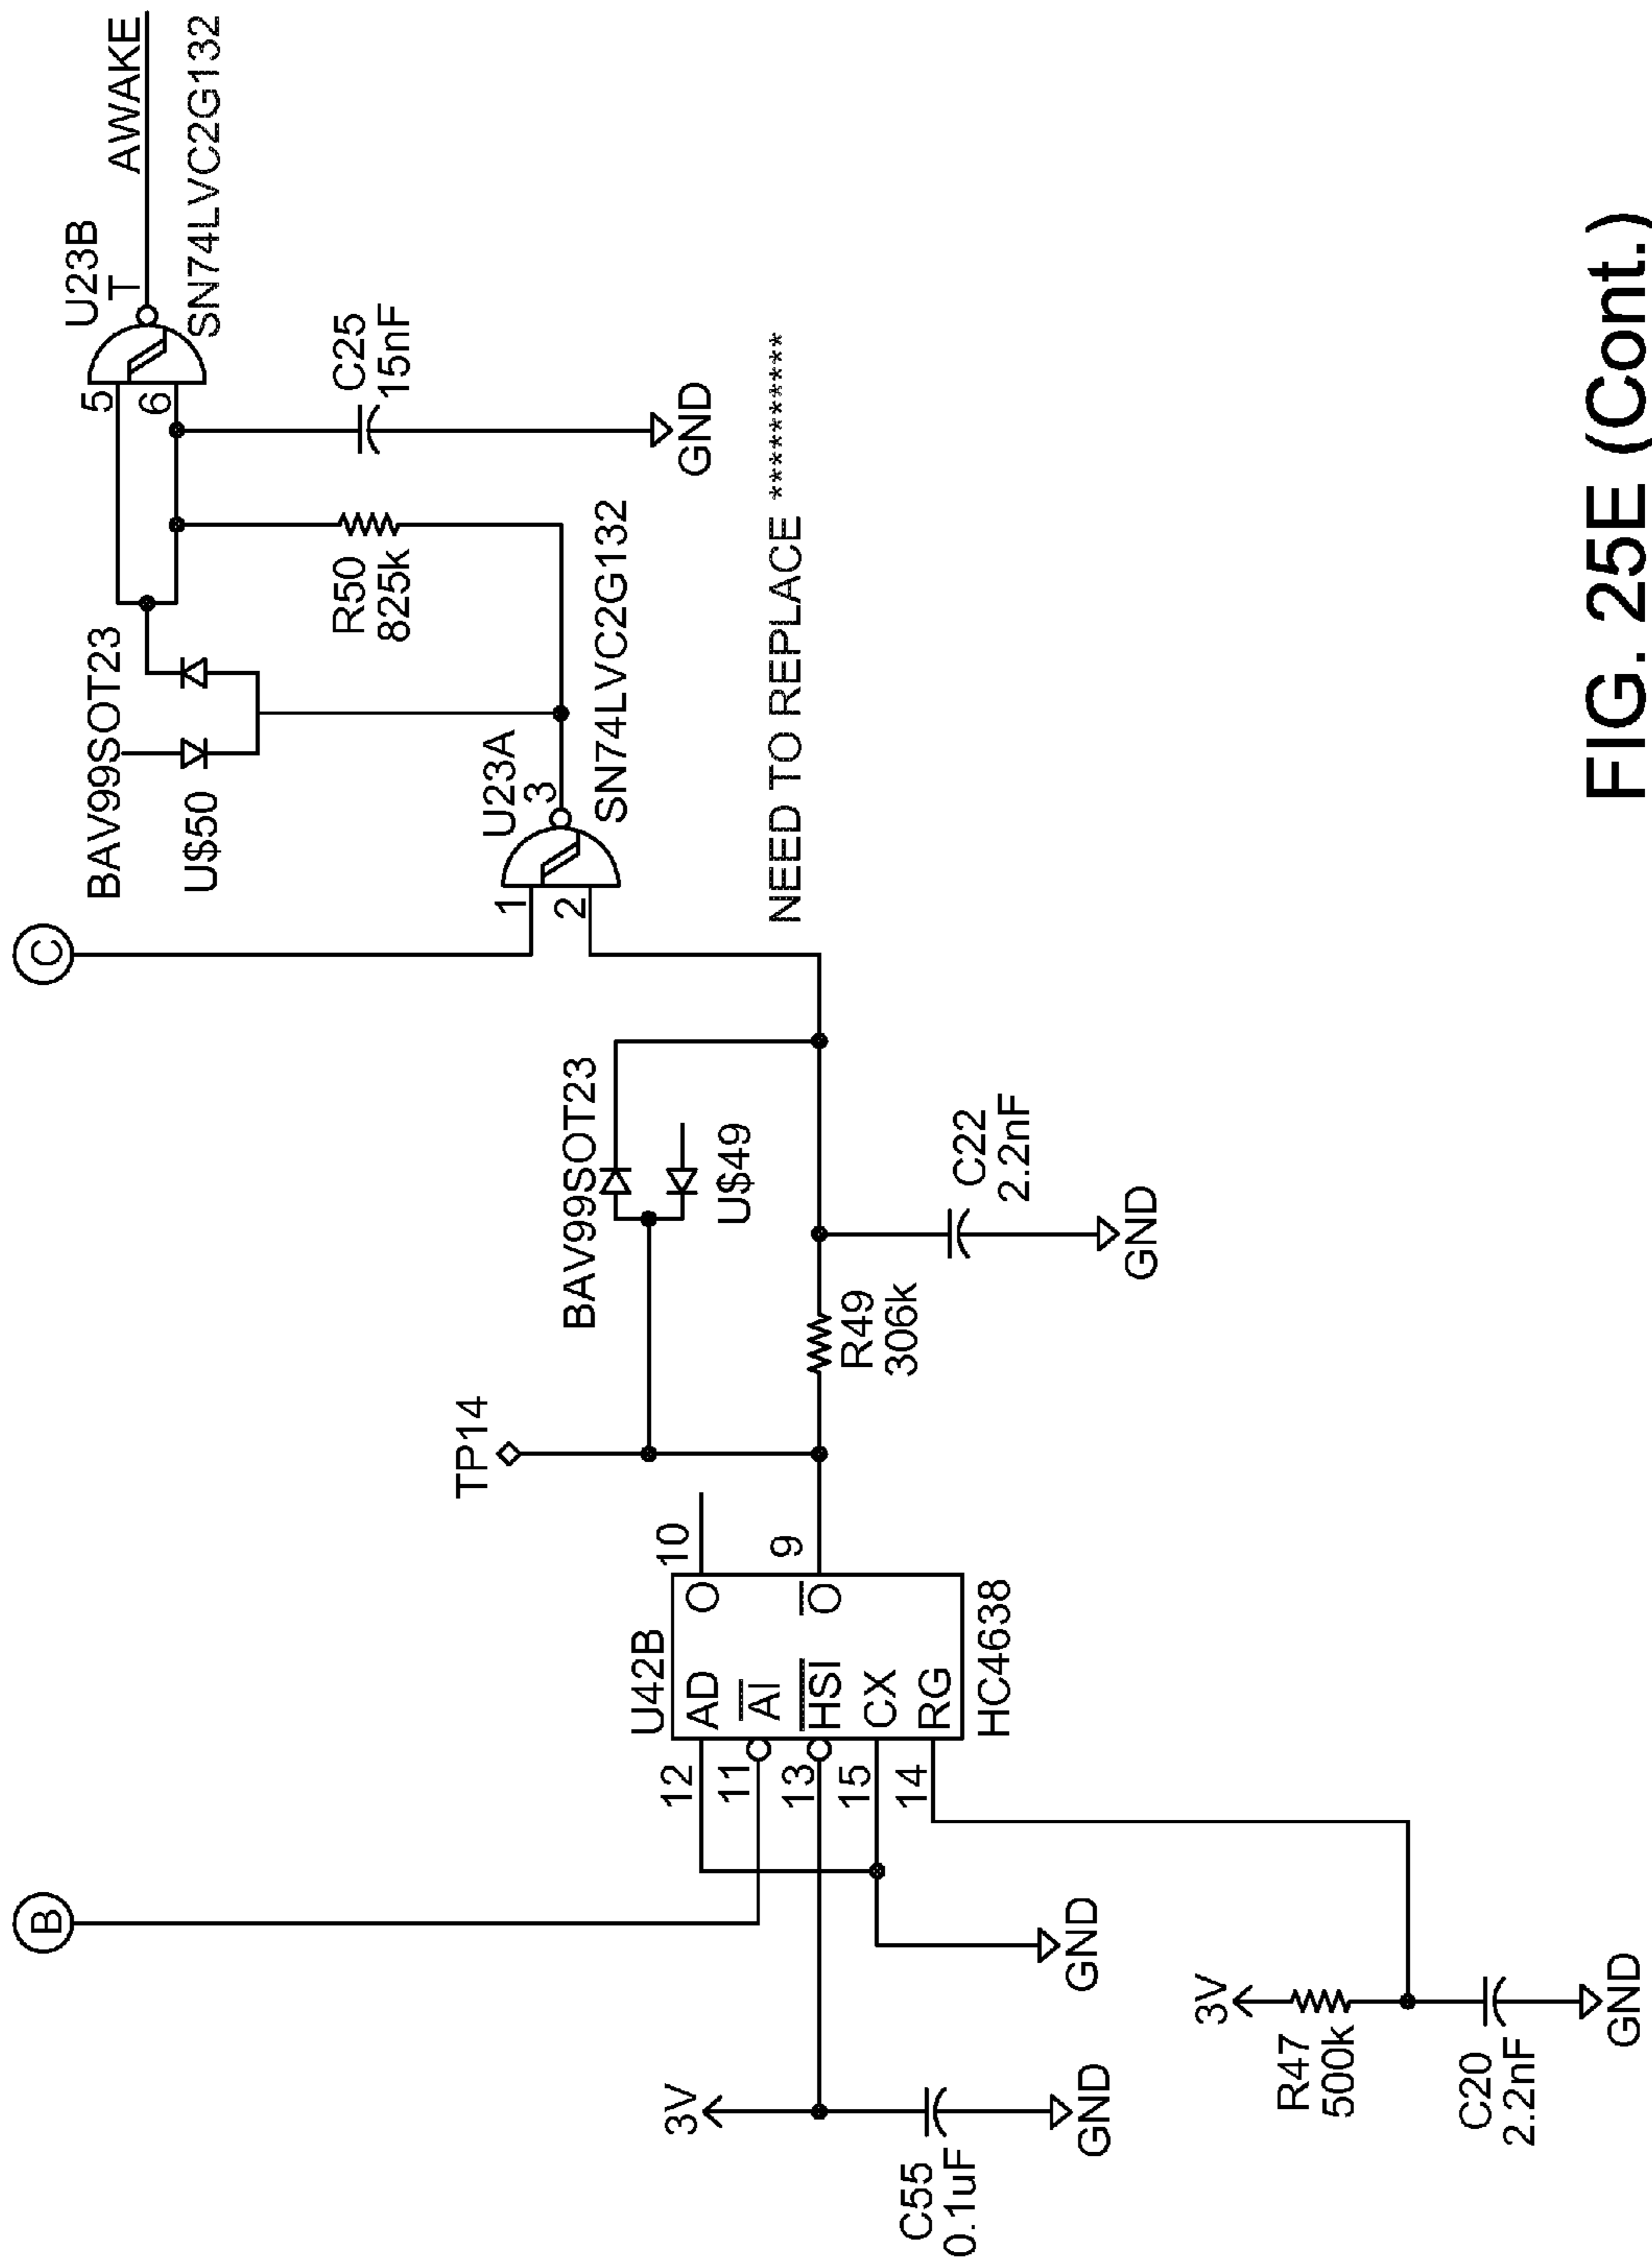 B
C
AWAKE
U23B
T
5
6
SN74LVC2G132
BAV99SOT23
U$50
C25
15nF
GND
R50
825k
U23A
1
2
3
SN74LVC2G132
NEED TO REPLACE **********
TP14
BAV99SOT23
U$49
R49
306k
C22
2.2nF
GND
U42B
12
11
13
15
14
AD
AI
HSI
CX
RG
O
O
10
9
HC4638
3V
C55
0.1uF
GND
GND
3V
R47
500k
C20
2.2nF
GND
FIG. 25E (Cont.)